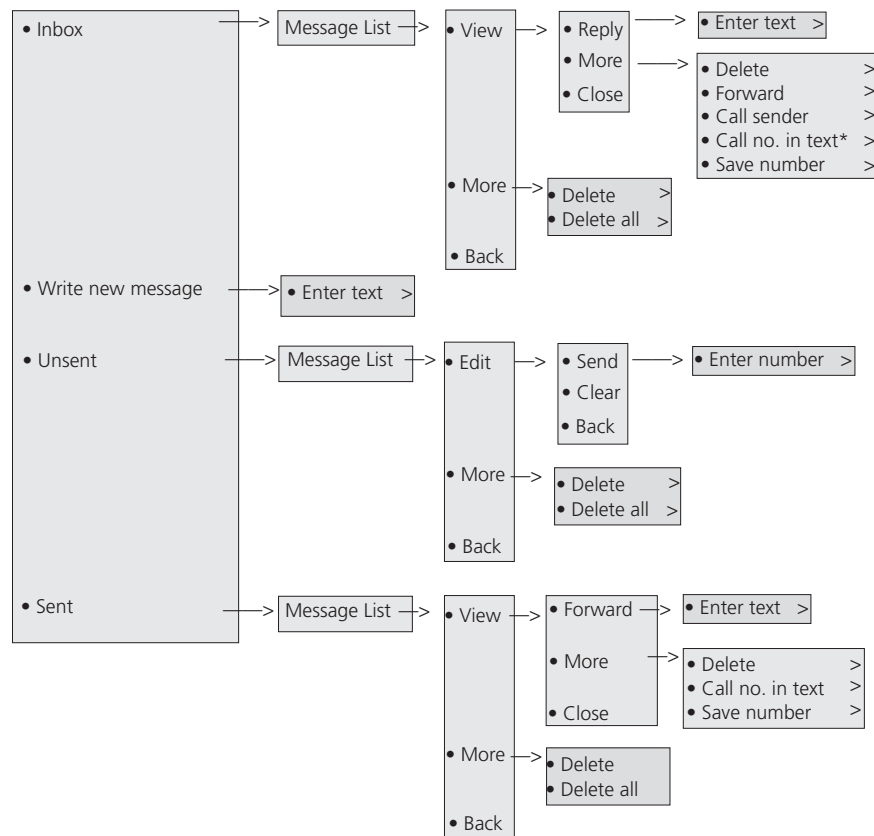 • Inbox
Message List
• View
• Reply
• More
• Close
• Enter text >
• Delete >
• Forward >
• Call sender >
• Call no. in text* >
• Save number >
• More
• Delete >
• Delete all >
• Back
• Write new message
• Enter text >
• Unsent
Message List
• Edit
• Send
• Clear
• Back
• Enter number >
• More
• Delete >
• Delete all >
• Back
• Sent
Message List
• View
• Forward
• More
• Close
• Enter text >
• Delete >
• Call no. in text >
• Save number >
• More
• Delete
• Delete all
• Back